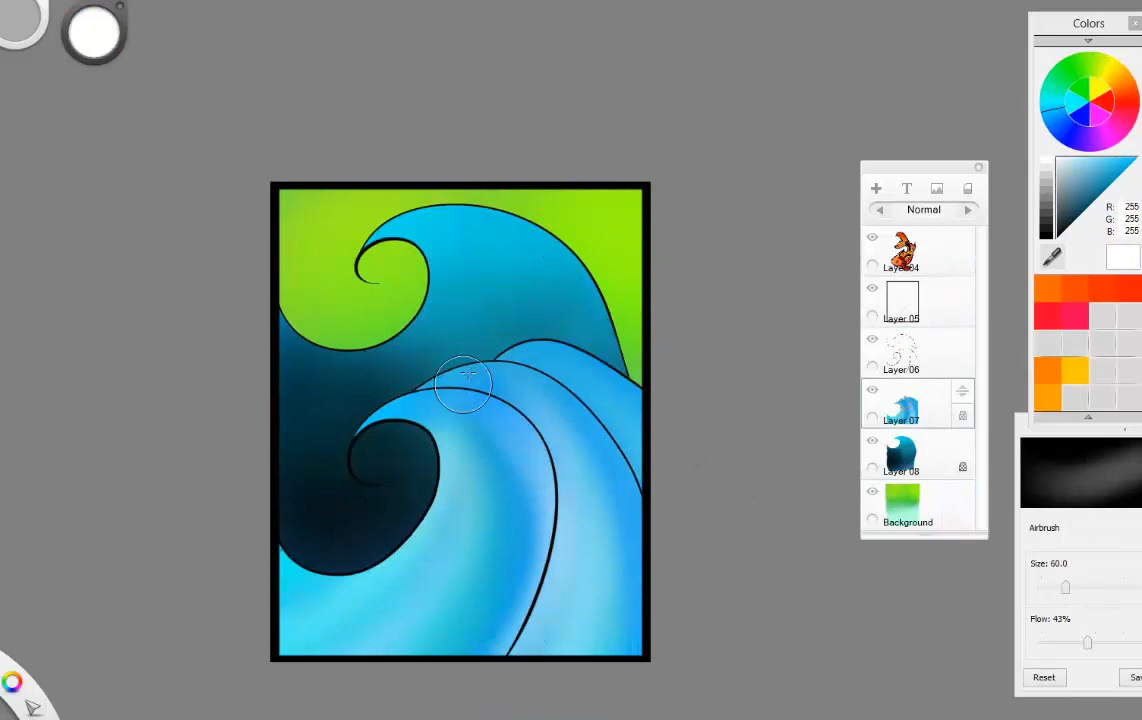 Colors
x
T
Normal
R: 255
G: 255
B: 255
Layer 04
Layer 05
Layer 06
Layer 07
Layer 08
Background
Airbrush
Size: 60.0
Flow: 43%
Reset
Sav